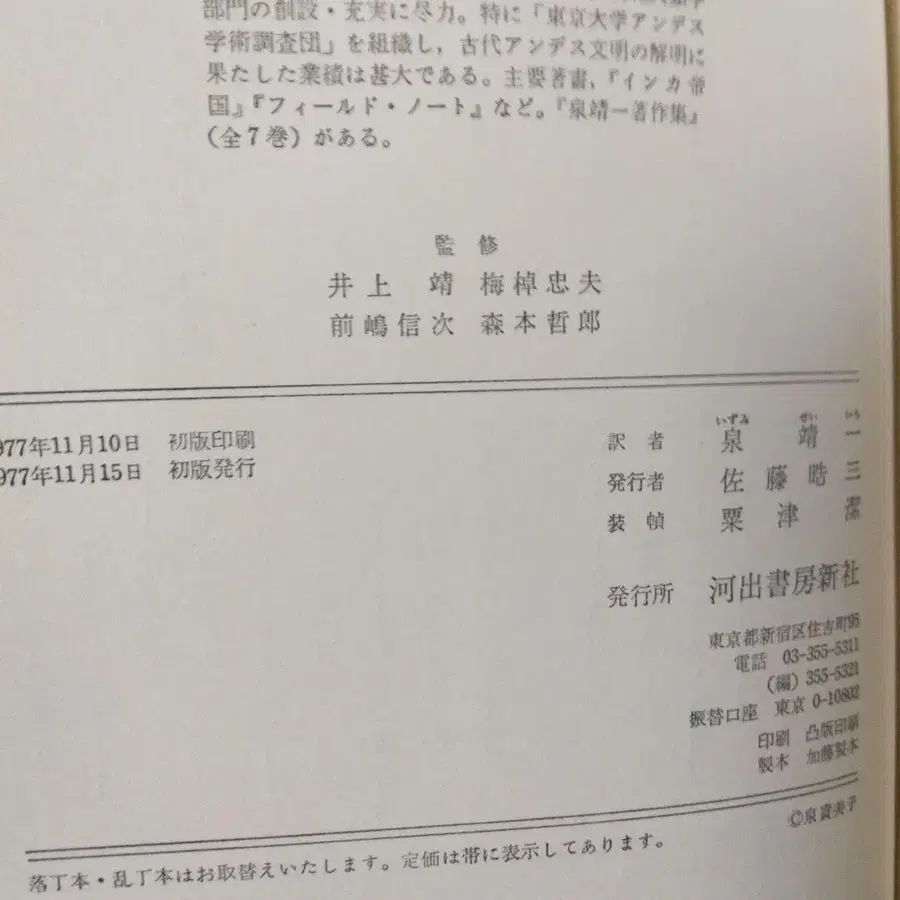 部門の創設・充実に尽力。特に「東京大学アンデス
学術調査団」を組織し，古代アンデス文明の解明に
果たした業績は甚大である。主要著書，『インカ帝
国』『フィールド・ノート』など。『泉靖一著作集』
（全7巻）がある。
監修
井上 靖 梅棹忠夫
前嶋信次 森本哲郎
977年11月10日 初版印刷
977年11月15日 初版発行
いずみ せい いち
訳者 泉 靖一
発行者 佐藤皓三
装幀 粟津潔
発行所 河出書房新社
東京都新宿区住吉町95
電話 03-355-5311
（編）355-5321
振替口座 東京 0-10802
印刷 凸版印刷
製本 加藤製本
©泉貴美子
落丁本・乱丁本はお取替えいたします。定価は帯に表示してあります。